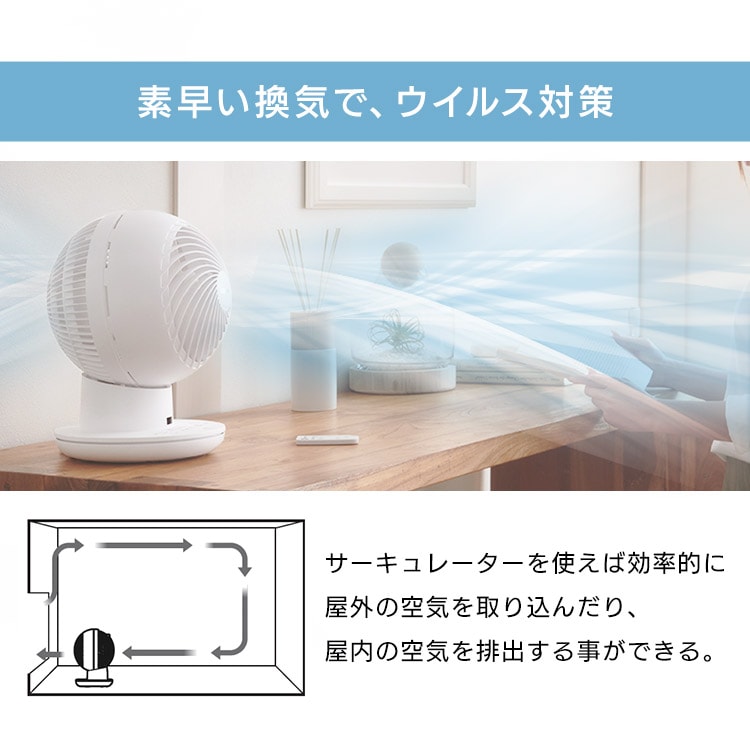 素早い換気で、ウイルス対策
サーキュレーターを使えば効率的に
屋外の空気を取り込んだり、
屋内の空気を排出する事ができる。